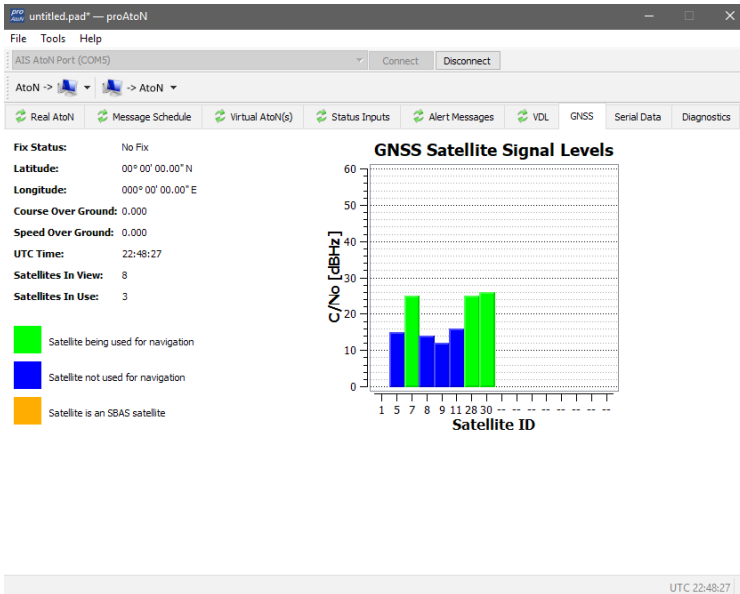 pro AtoN untitled.pad* — proAtoN
File Tools Help
AIS AtoN Port (COM5) Connect Disconnect
AtoN -> -> AtoN
Real AtoN Message Schedule Virtual AtoN(s) Status Inputs Alert Messages VDL GNSS Serial Data Diagnostics
Fix Status: No Fix
Latitude: 00° 00' 00.00" N
Longitude: 000° 00' 00.00" E
Course Over Ground: 0.000
Speed Over Ground: 0.000
UTC Time: 22:48:27
Satellites In View: 8
Satellites In Use: 3
Satellite being used for navigation
Satellite not used for navigation
Satellite is an SBAS satellite
GNSS Satellite Signal Levels
C/No [dBHz]
60
50
40
30
20
10
0
1 5 7 8 9 11 28 30 -- -- -- -- -- -- -- --
Satellite ID
UTC 22:48:27